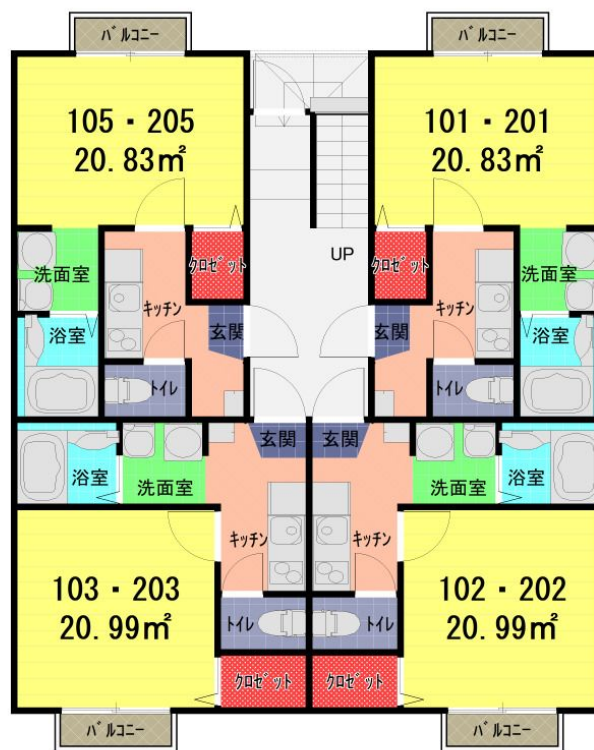 バルコニー
バルコニー
105・205
20.83㎡
101・201
20.83㎡
UP
クロゼット
クロゼット
洗面室
キッチン
キッチン
洗面室
玄関
玄関
浴室
浴室
トイレ
トイレ
玄関
玄関
浴室
洗面室
洗面室
浴室
キッチン
キッチン
103・203
20.99㎡
102・202
20.99㎡
トイレ
トイレ
クロゼット
クロゼット
バルコニー
バルコニー